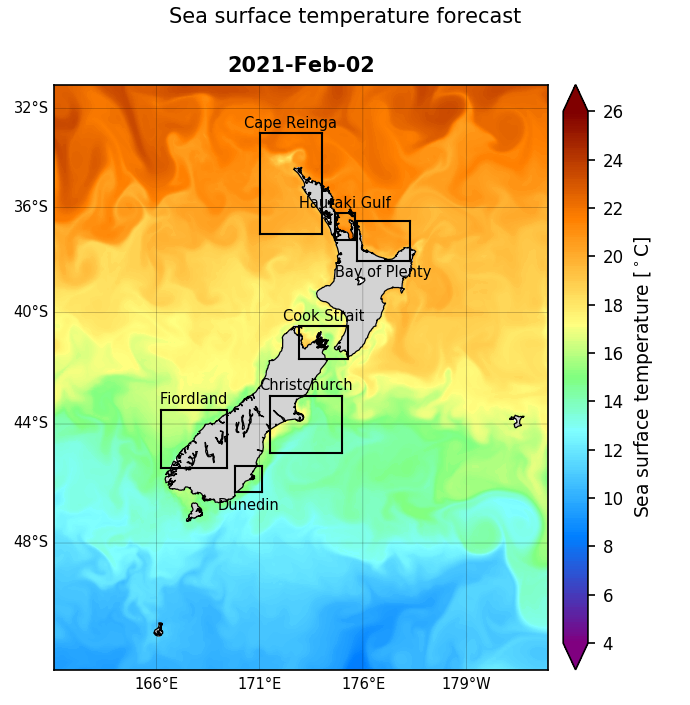 Sea surface temperature forecast
2021-Feb-02
32°S
36°S
40°S
44°S
48°S
Cape Reinga
Hauraki Gulf
Bay of Plenty
Cook Strait
Christchurch
Fiordland
Dunedin
166°E
171°E
176°E
179°W
26
24
22
20
18
16
14
12
10
8
6
4
Sea surface temperature [°C]